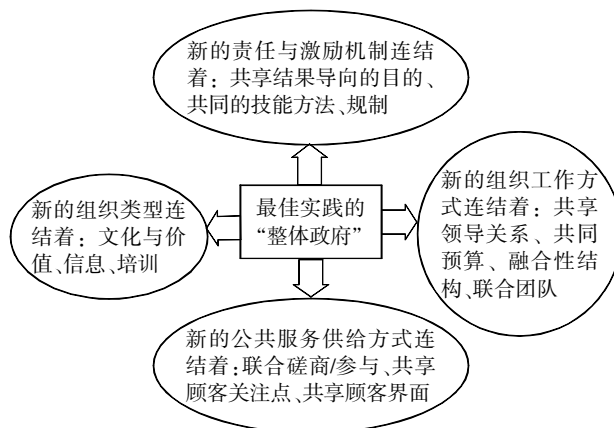 新的责任与激励机制连结
着：共享结果导向的目的、
共同的技能方法、规制
新的组织类型连
结着：文化与价
值、信息、培训
最佳实践的
“整体政府”
新的组织工作方
式连结着：共享
领导关系、共同
预算、融合性结
构、联合团队
新的公共服务供给方式连
结着：联合磋商/参与、共享
顾客关注点、共享顾客界面